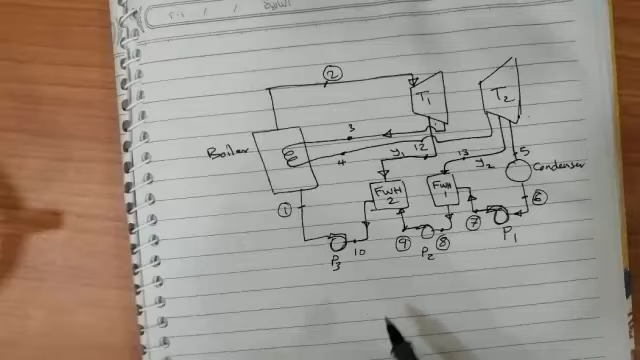 2
T1
T2
3
Boiler
4
y1
12
13
y2
5
Condenser
FWH
2
FWH
1
6
1
7
9
8
P1
10
P2
P3